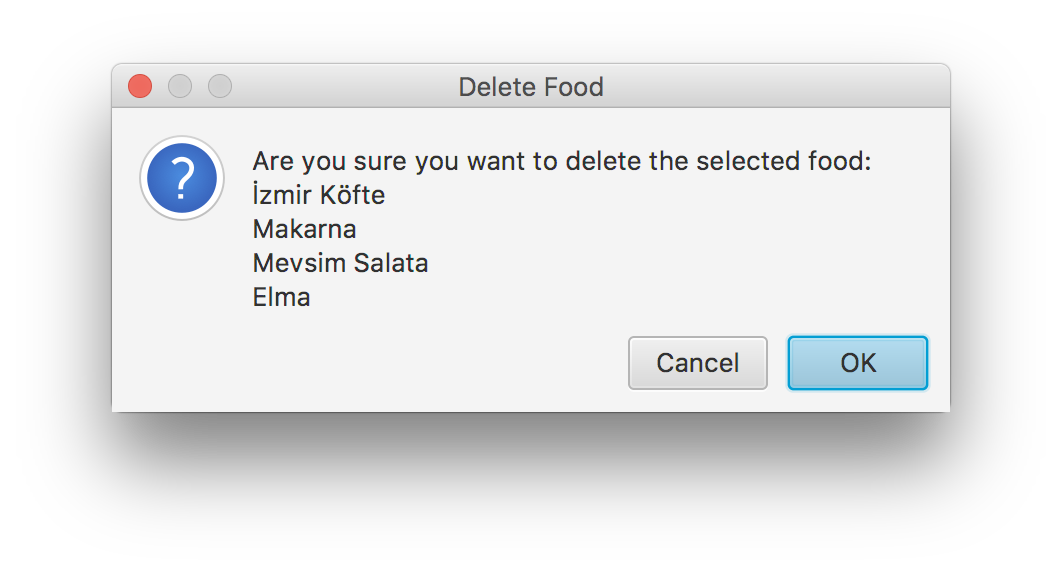 Delete Food
?
Are you sure you want to delete the selected food:
İzmir Köfte
Makarna
Mevsim Salata
Elma
Cancel
OK